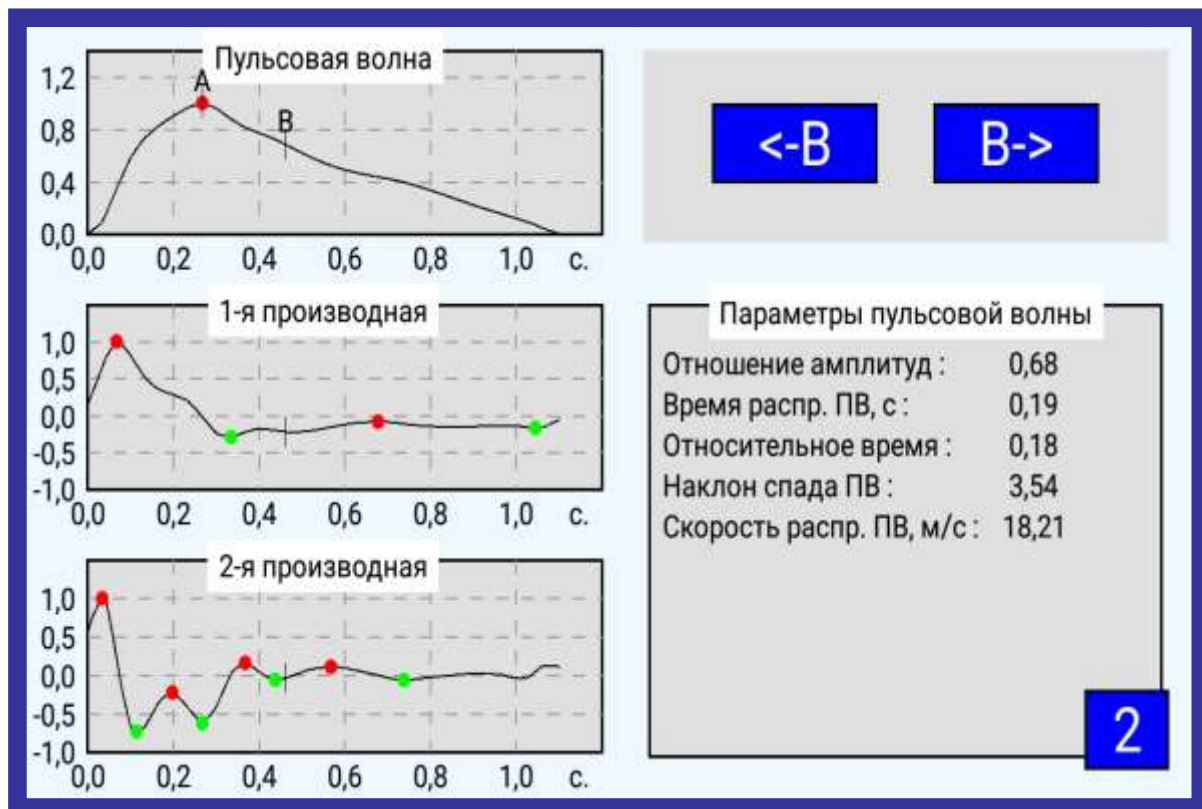 Пульсовая волна
1,2
0,8
0,4
0,0
A
B
0,0 0,2 0,4 0,6 0,8 1,0 с.
<-B B->
1-я производная
1,0
0,5
0,0
-0,5
-1,0
0,0 0,2 0,4 0,6 0,8 1,0 с.
2-я производная
1,0
0,5
0,0
-0,5
-1,0
0,0 0,2 0,4 0,6 0,8 1,0 с.
Параметры пульсовой волны
Отношение амплитуд : 0,68
Время распр. ПВ, с : 0,19
Относительное время : 0,18
Наклон спада ПВ : 3,54
Скорость распр. ПВ, м/с : 18,21
2